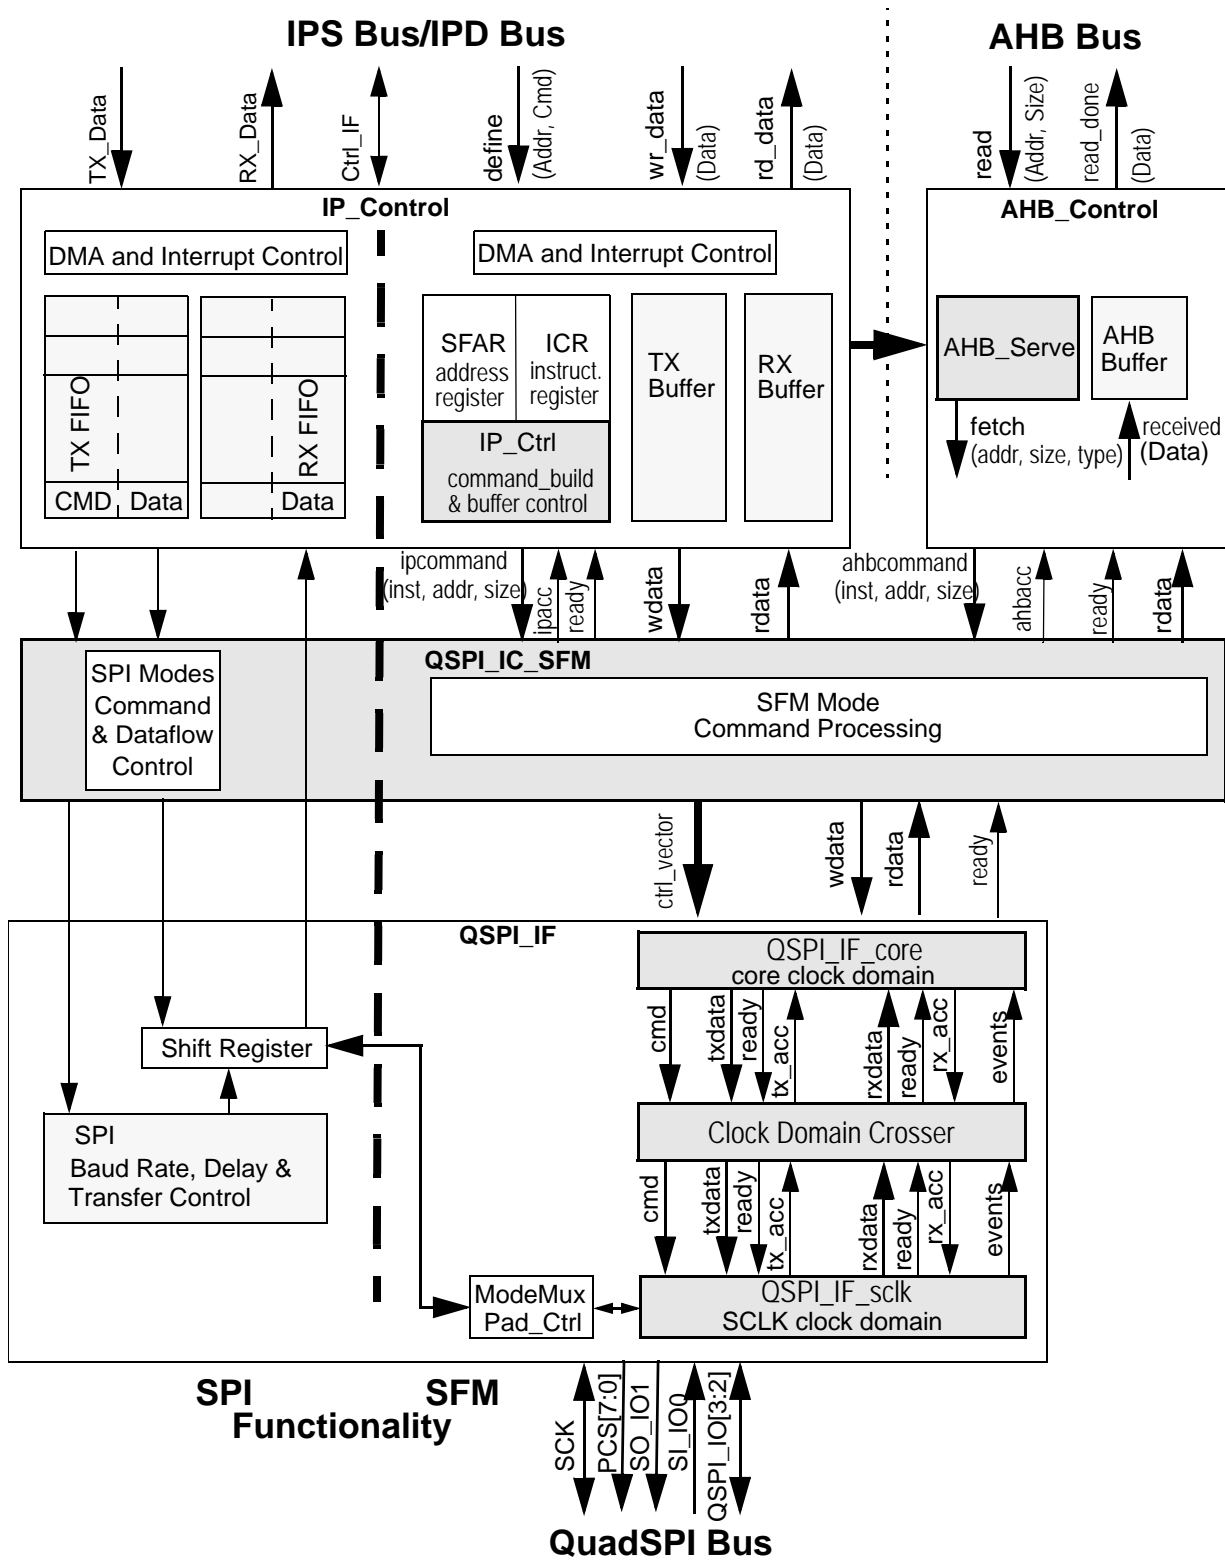 IPS Bus/IPD Bus
AHB Bus
TX_Data
RX_Data
Ctrl_IF
define
(Addr, Cmd)
wr_data
(Data)
rd_data
(Data)
read
(Addr, Size)
read_done
(Data)
IP_Control
AHB_Control
DMA and Interrupt Control
DMA and Interrupt Control
TX FIFO
CMD
Data
RX FIFO
Data
SFAR
address
register
ICR
instruct.
register
IP_Ctrl
command_build
& buffer control
TX
Buffer
RX
Buffer
AHB_Serve
AHB
Buffer
fetch
(addr, size, type)
received
(Data)
ipcommand
(inst, addr, size)
ipacc
ready
wdata
rdata
ahbcommand
(inst, addr, size)
ahbacc
ready
rdata
QSPI_IC_SFM
SPI Modes
Command
& Dataflow
Control
SFM Mode
Command Processing
ctrl_vector
wdata
rdata
ready
QSPI_IF
QSPI_IF_core
core clock domain
cmd
txdata
ready
tx_acc
rxdata
ready
rx_acc
events
Shift Register
Clock Domain Crosser
SPI
Baud Rate, Delay &
Transfer Control
cmd
txdata
ready
tx_acc
rxdata
ready
rx_acc
events
ModeMux
Pad_Ctrl
QSPI_IF_sclk
SCLK clock domain
SPI
SFM
Functionality
SCK
PCS[7:0]
SO_IO1
SI_IO0
QSPI_IO[3:2]
QuadSPI Bus